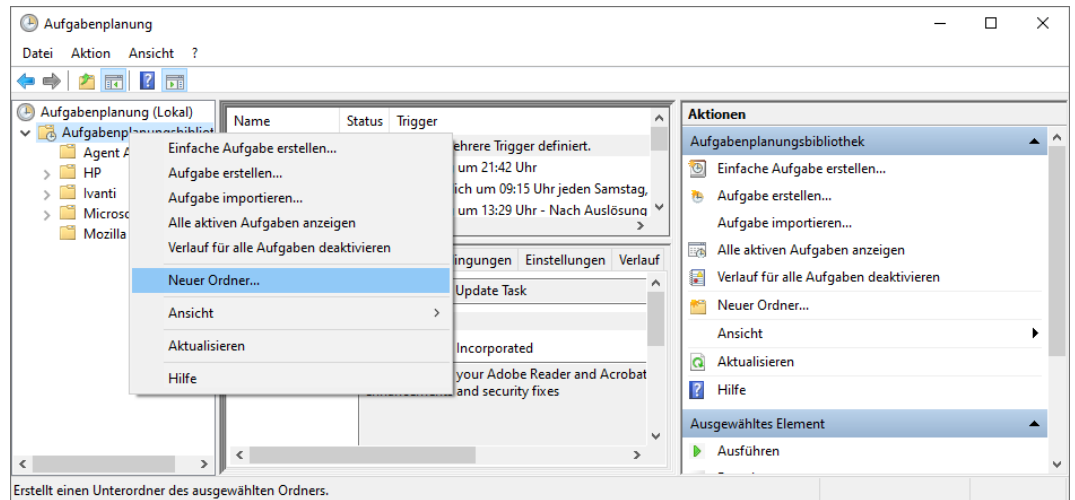 Aufgabenplanung
Datei Aktion Ansicht ?
Aufgabenplanung (Lokal)
Aufgabenplanungsbibliot
Agent A
HP
Ivanti
Microsc
Mozilla
Einfache Aufgabe erstellen...
Aufgabe erstellen...
Aufgabe importieren...
Alle aktiven Aufgaben anzeigen
Verlauf für alle Aufgaben deaktivieren
Neuer Ordner...
Ansicht
Aktualisieren
Hilfe
Name Status Trigger
ehrere Trigger definiert.
um 21:42 Uhr
ich um 09:15 Uhr jeden Samstag,
um 13:29 Uhr - Nach Auslösung
ingungen Einstellungen Verlauf
Update Task
Incorporated
your Adobe Reader and Acrobat
and security fixes
Aktionen
Aufgabenplanungsbibliothek
Einfache Aufgabe erstellen...
Aufgabe erstellen...
Aufgabe importieren...
Alle aktiven Aufgaben anzeigen
Verlauf für alle Aufgaben deaktivieren
Neuer Ordner...
Ansicht
Aktualisieren
Hilfe
Ausgewähltes Element
Ausführen
Erstellt einen Unterordner des ausgewählten Ordners.